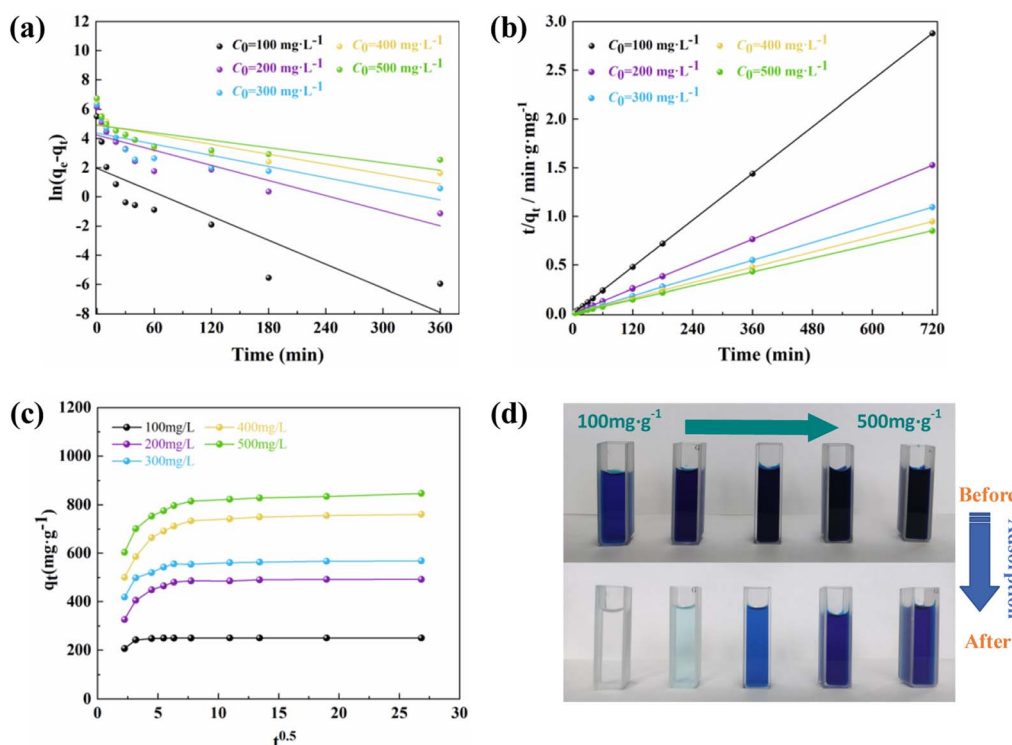 (a)
C0=100 mg·L-1
C0=400 mg·L-1
C0=200 mg·L-1
C0=500 mg·L-1
C0=300 mg·L-1
ln(qe-qt)
8
6
4
2
0
-2
-4
-6
-8
10
12
0
60
120
180
240
300
360
Time (min)
(b)
C0=100 mg·L-1
C0=400 mg·L-1
C0=200 mg·L-1
C0=500 mg·L-1
C0=300 mg·L-1
t/qt / min·g·mg-1
3.0
2.5
2.0
1.5
1.0
0.5
0.0
0
120
240
360
480
600
720
Time (min)
(c)
100mg/L
400mg/L
200mg/L
500mg/L
300mg/L
qt(mg·g-1)
1200
1000
800
600
400
200
0
0
5
10
15
20
25
30
t0.5
(d)
100mg·g-1
500mg·g-1
Before
After